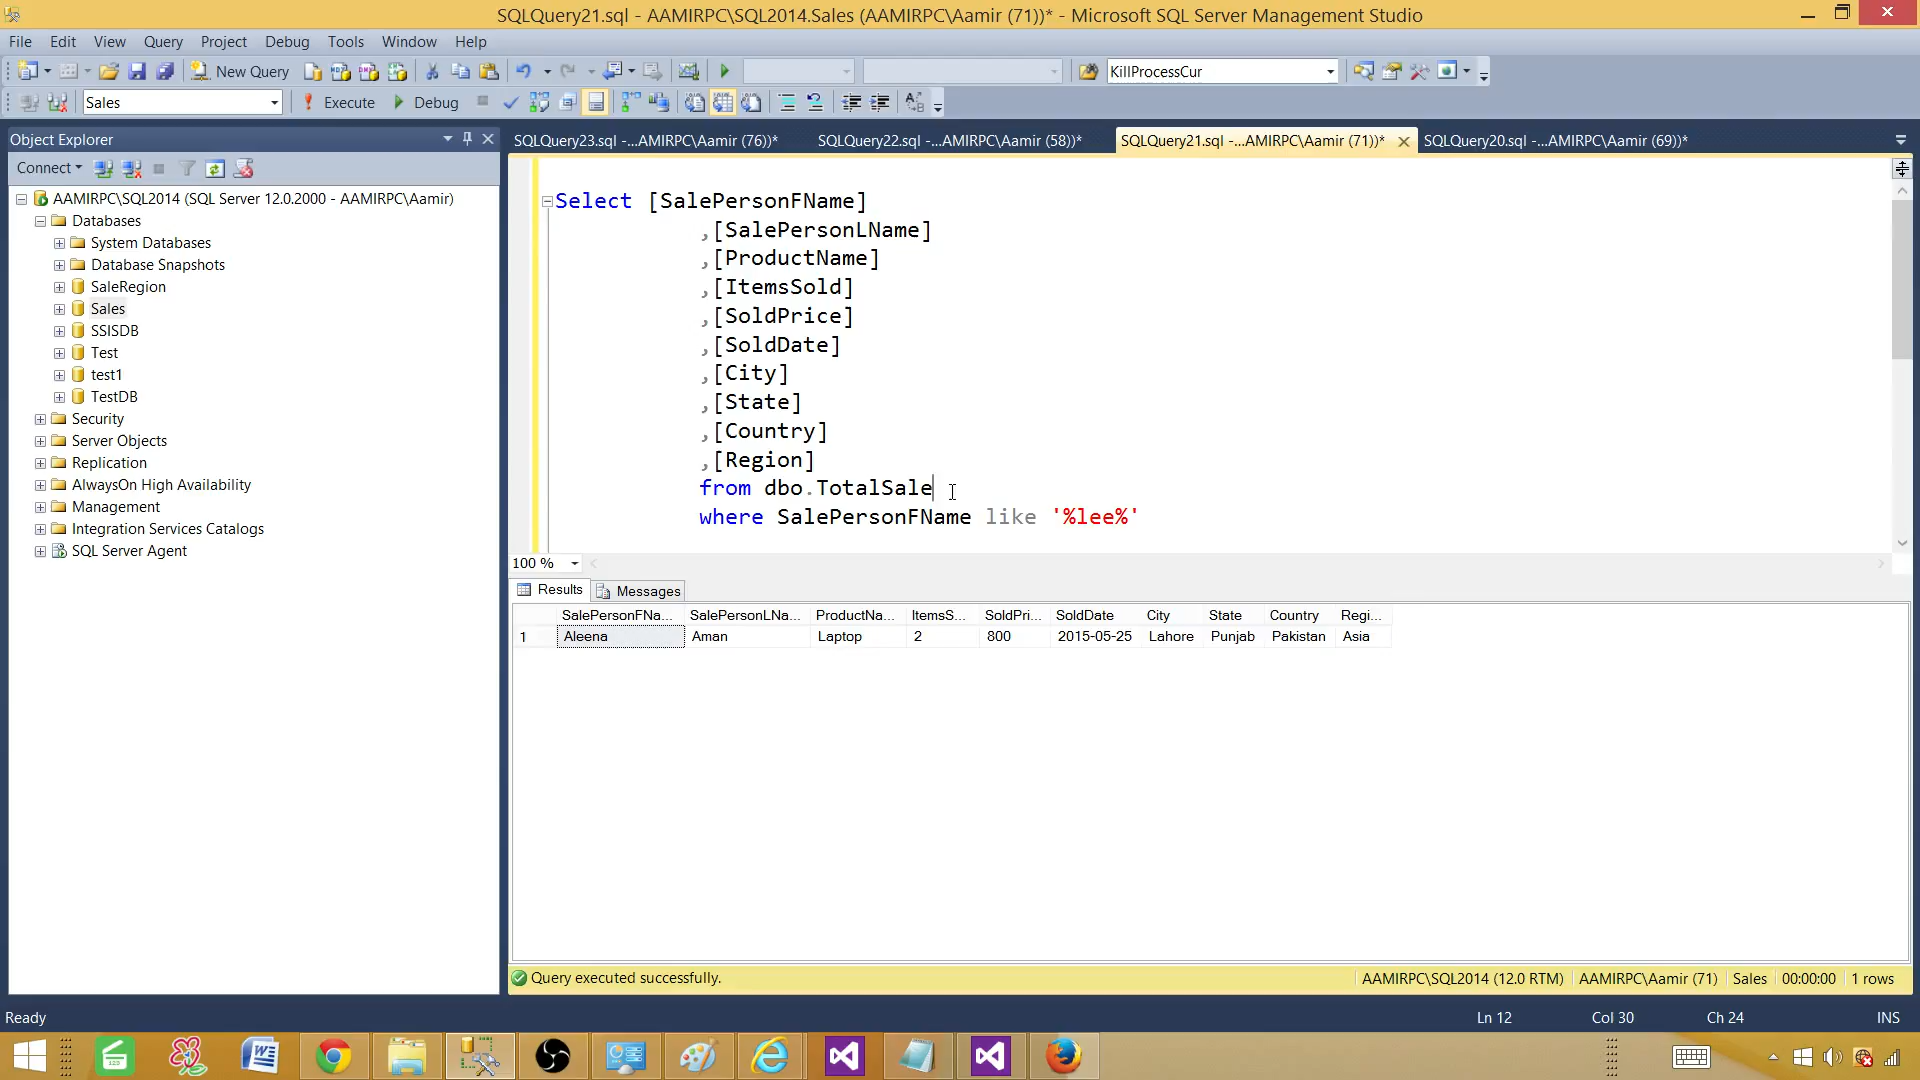 SQLQuery21.sql - AAMIRPC\SQL2014.Sales (AAMIRPC\Aamir (71))* - Microsoft SQL Server Management Studio
File Edit View Query Project Debug Tools Window Help
New Query KillProcessCur
Sales Execute Debug
Object Explorer
Connect
AAMIRPC\SQL2014 (SQL Server 12.0.2000 - AAMIRPC\Aamir)
Databases
System Databases
Database Snapshots
SaleRegion
Sales
SSISDB
Test
test1
TestDB
Security
Server Objects
Replication
AlwaysOn High Availability
Management
Integration Services Catalogs
SQL Server Agent
SQLQuery23.sql -...AMIRPC\Aamir (76))* SQLQuery22.sql -...AMIRPC\Aamir (58))* SQLQuery21.sql -...AMIRPC\Aamir (71))* SQLQuery20.sql -...AMIRPC\Aamir (69))*
Select [SalePersonFName]
,[SalePersonLName]
,[ProductName]
,[ItemsSold]
,[SoldPrice]
,[SoldDate]
,[City]
,[State]
,[Country]
,[Region]
from dbo.TotalSale
where SalePersonFName like '%lee%'
100 %
Results Messages
SalePersonFNa... SalePersonLNa... ProductNa... ItemsS... SoldPri... SoldDate City State Country Regi...
1 Aleena Aman Laptop 2 800 2015-05-25 Lahore Punjab Pakistan Asia
Query executed successfully. AAMIRPC\SQL2014 (12.0 RTM) AAMIRPC\Aamir (71) Sales 00:00:00 1 rows
Ready Ln 12 Col 30 Ch 24 INS